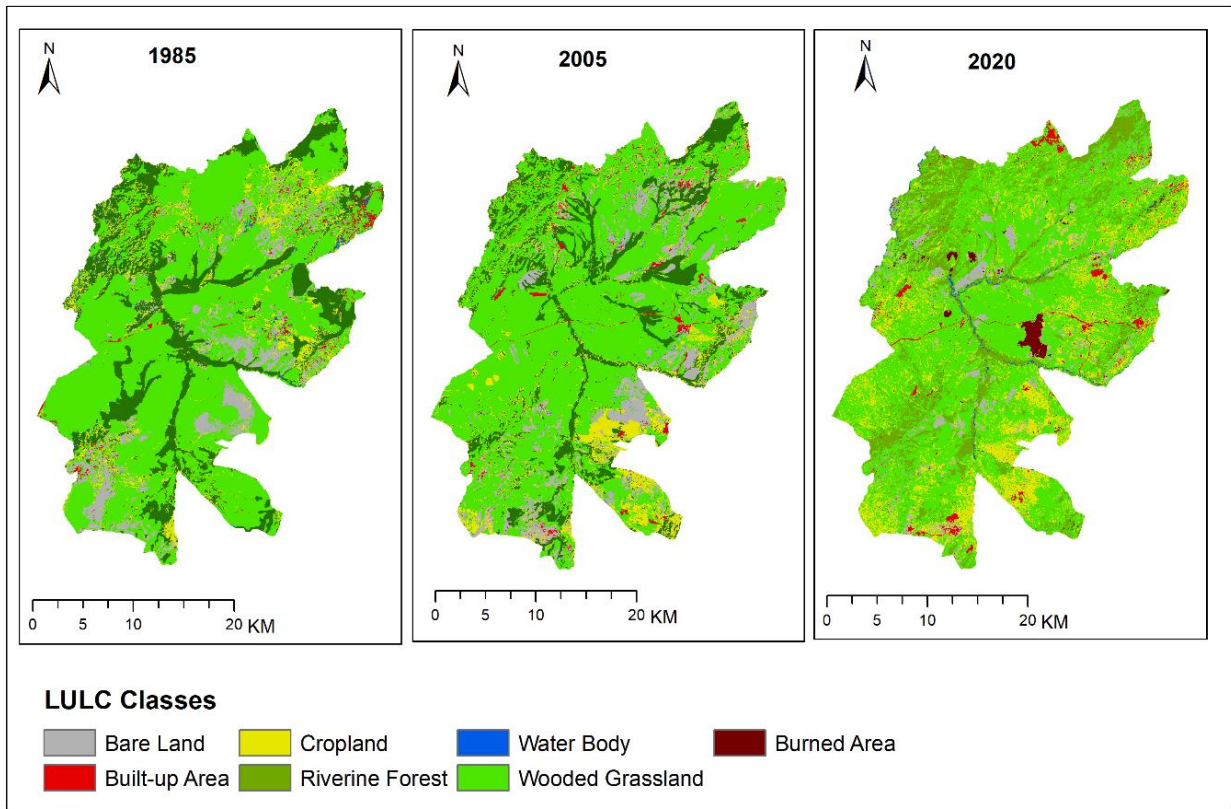 1985
N
0 5 10 20 KM
2005
N
0 5 10 20 KM
2020
N
0 5 10 20 KM
LULC Classes
Bare Land Cropland Water Body Burned Area
Built-up Area Riverine Forest Wooded Grassland